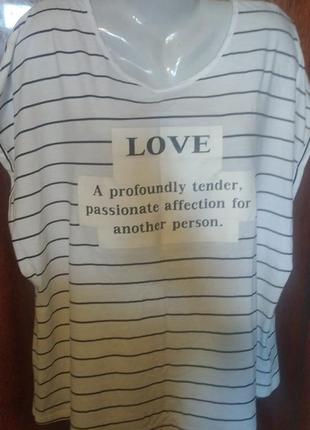 LOVE
A profoundly tender,
passionate affection for
another person.